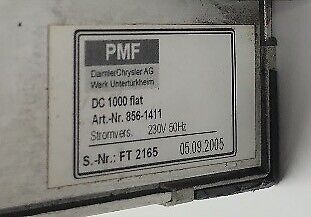 PMF
DaimlerChrysler AG
Werk Untertürkheim
DC 1000 flat
Art.-Nr. 856-1411
Stromvers. 230V 50Hz
S.-Nr.: FT 2165 05.09.2005